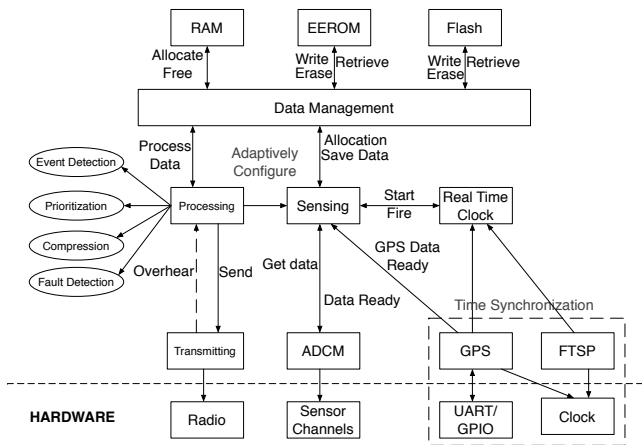 RAM
EEROM
Flash
Allocate
Free
Write
Erase
Retrieve
Write
Erase
Retrieve
Data Management
Process
Data
Adaptively
Configure
Allocation
Save Data
Event Detection
Prioritization
Compression
Fault Detection
Processing
Sensing
Start
Fire
Real Time
Clock
Overhear
Send
Get data
Data Ready
GPS Data
Ready
Time Synchronization
Transmitting
ADCM
GPS
FTSP
HARDWARE
Radio
Sensor
Channels
UART/
GPIO
Clock